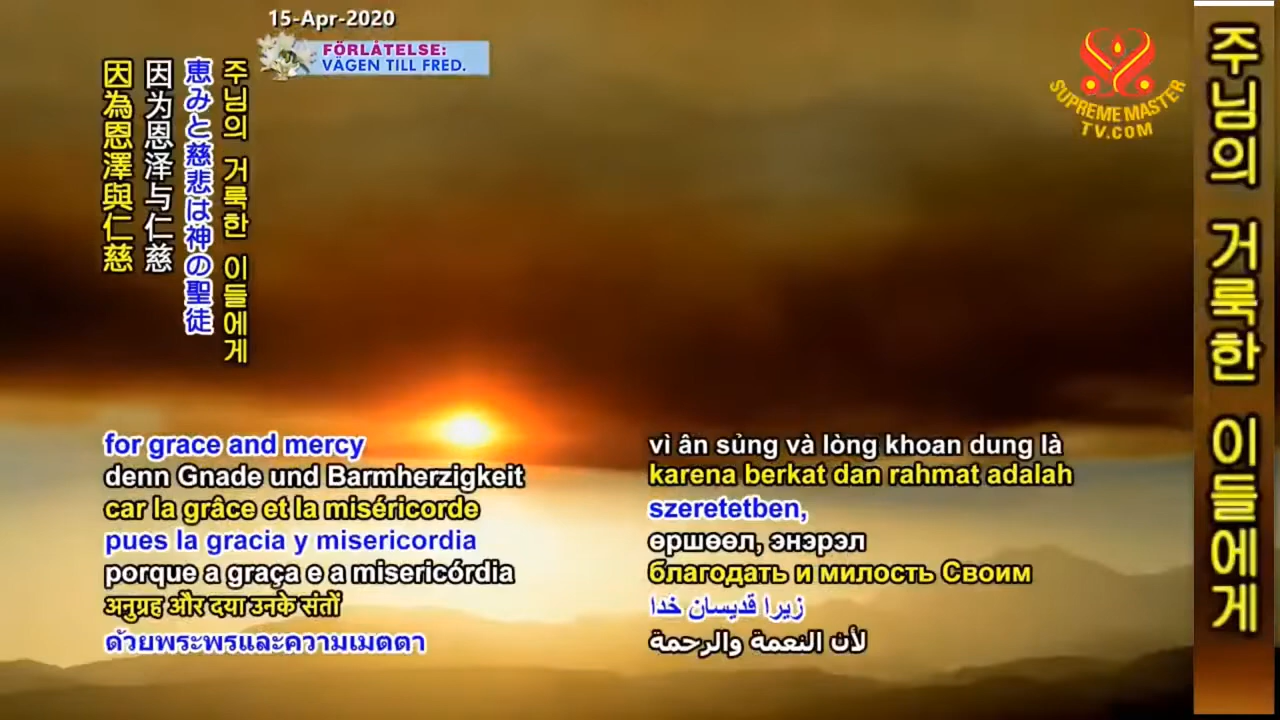 15-Apr-2020
FÖRLÅTELSE:
VÄGEN TILL FRED.
SUPREME MASTER
TV.COM
주님의 거룩한 이들에게
恵みと慈悲は神の聖徒
因为恩泽与仁慈
因為恩澤與仁慈
for grace and mercy
denn Gnade und Barmherzigkeit
car la grâce et la miséricorde
pues la gracia y misericordia
porque a graça e a misericórdia
अनुग्रह और दया उनके संतों
ด้วยพระพรและความเมตตา
vì ân sủng và lòng khoan dung là
karena berkat dan rahmat adalah
szeretetben,
өршөөл, энэрэл
благодать и милость Своим
زیرا قدیسان خدا
لأن النعمة والرحمة
주님의 거룩한 이들에게